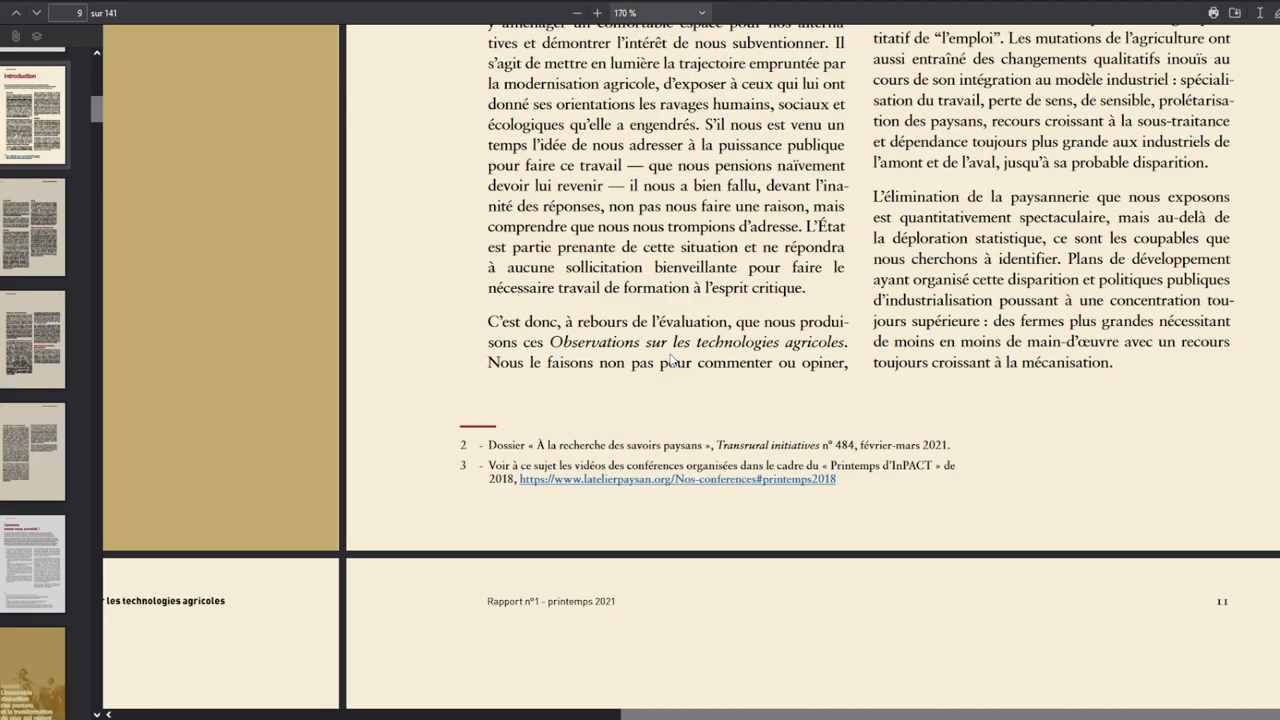 9 sur 141
170 %
Introduction
y aménager un confortable espace pour nos alterna-
tives et démontrer l'intérêt de nous subventionner. Il
s'agit de mettre en lumière la trajectoire empruntée par
la modernisation agricole, d'exposer à ceux qui lui ont
donné ses orientations les ravages humains, sociaux et
écologiques qu'elle a engendrés. S'il nous est venu un
temps l'idée de nous adresser à la puissance publique
pour faire ce travail — que nous pensions naïvement
devoir lui revenir — il nous a bien fallu, devant l'ina-
nité des réponses, non pas nous faire une raison, mais
comprendre que nous nous trompions d'adresse. L'État
est partie prenante de cette situation et ne répondra
à aucune sollicitation bienveillante pour faire le
nécessaire travail de formation à l'esprit critique.
C'est donc, à rebours de l'évaluation, que nous produi-
sons ces Observations sur les technologies agricoles.
Nous le faisons non pas pour commenter ou opiner,
titatif de “l'emploi”. Les mutations de l'agriculture ont
aussi entraîné des changements qualitatifs inouïs au
cours de son intégration au modèle industriel : spéciali-
sation du travail, perte de sens, de sensible, prolétarisa-
tion des paysans, recours croissant à la sous-traitance
et dépendance toujours plus grande aux industriels de
l'amont et de l'aval, jusqu'à sa probable disparition.
L'élimination de la paysannerie que nous exposons
est quantitativement spectaculaire, mais au-delà de
la déploration statistique, ce sont les coupables que
nous cherchons à identifier. Plans de développement
ayant organisé cette disparition et politiques publiques
d'industrialisation poussant à une concentration tou-
jours supérieure : des fermes plus grandes nécessitant
de moins en moins de main-d'œuvre avec un recours
toujours croissant à la mécanisation.
2 - Dossier « À la recherche des savoirs paysans », Transrural initiatives n° 484, février-mars 2021.
3 - Voir à ce sujet les vidéos des conférences organisées dans le cadre du « Printemps d'InPACT » de
2018, https://www.latelierpaysan.org/Nos-conferences#printemps2018
les technologies agricoles
Rapport n°1 - printemps 2021
11